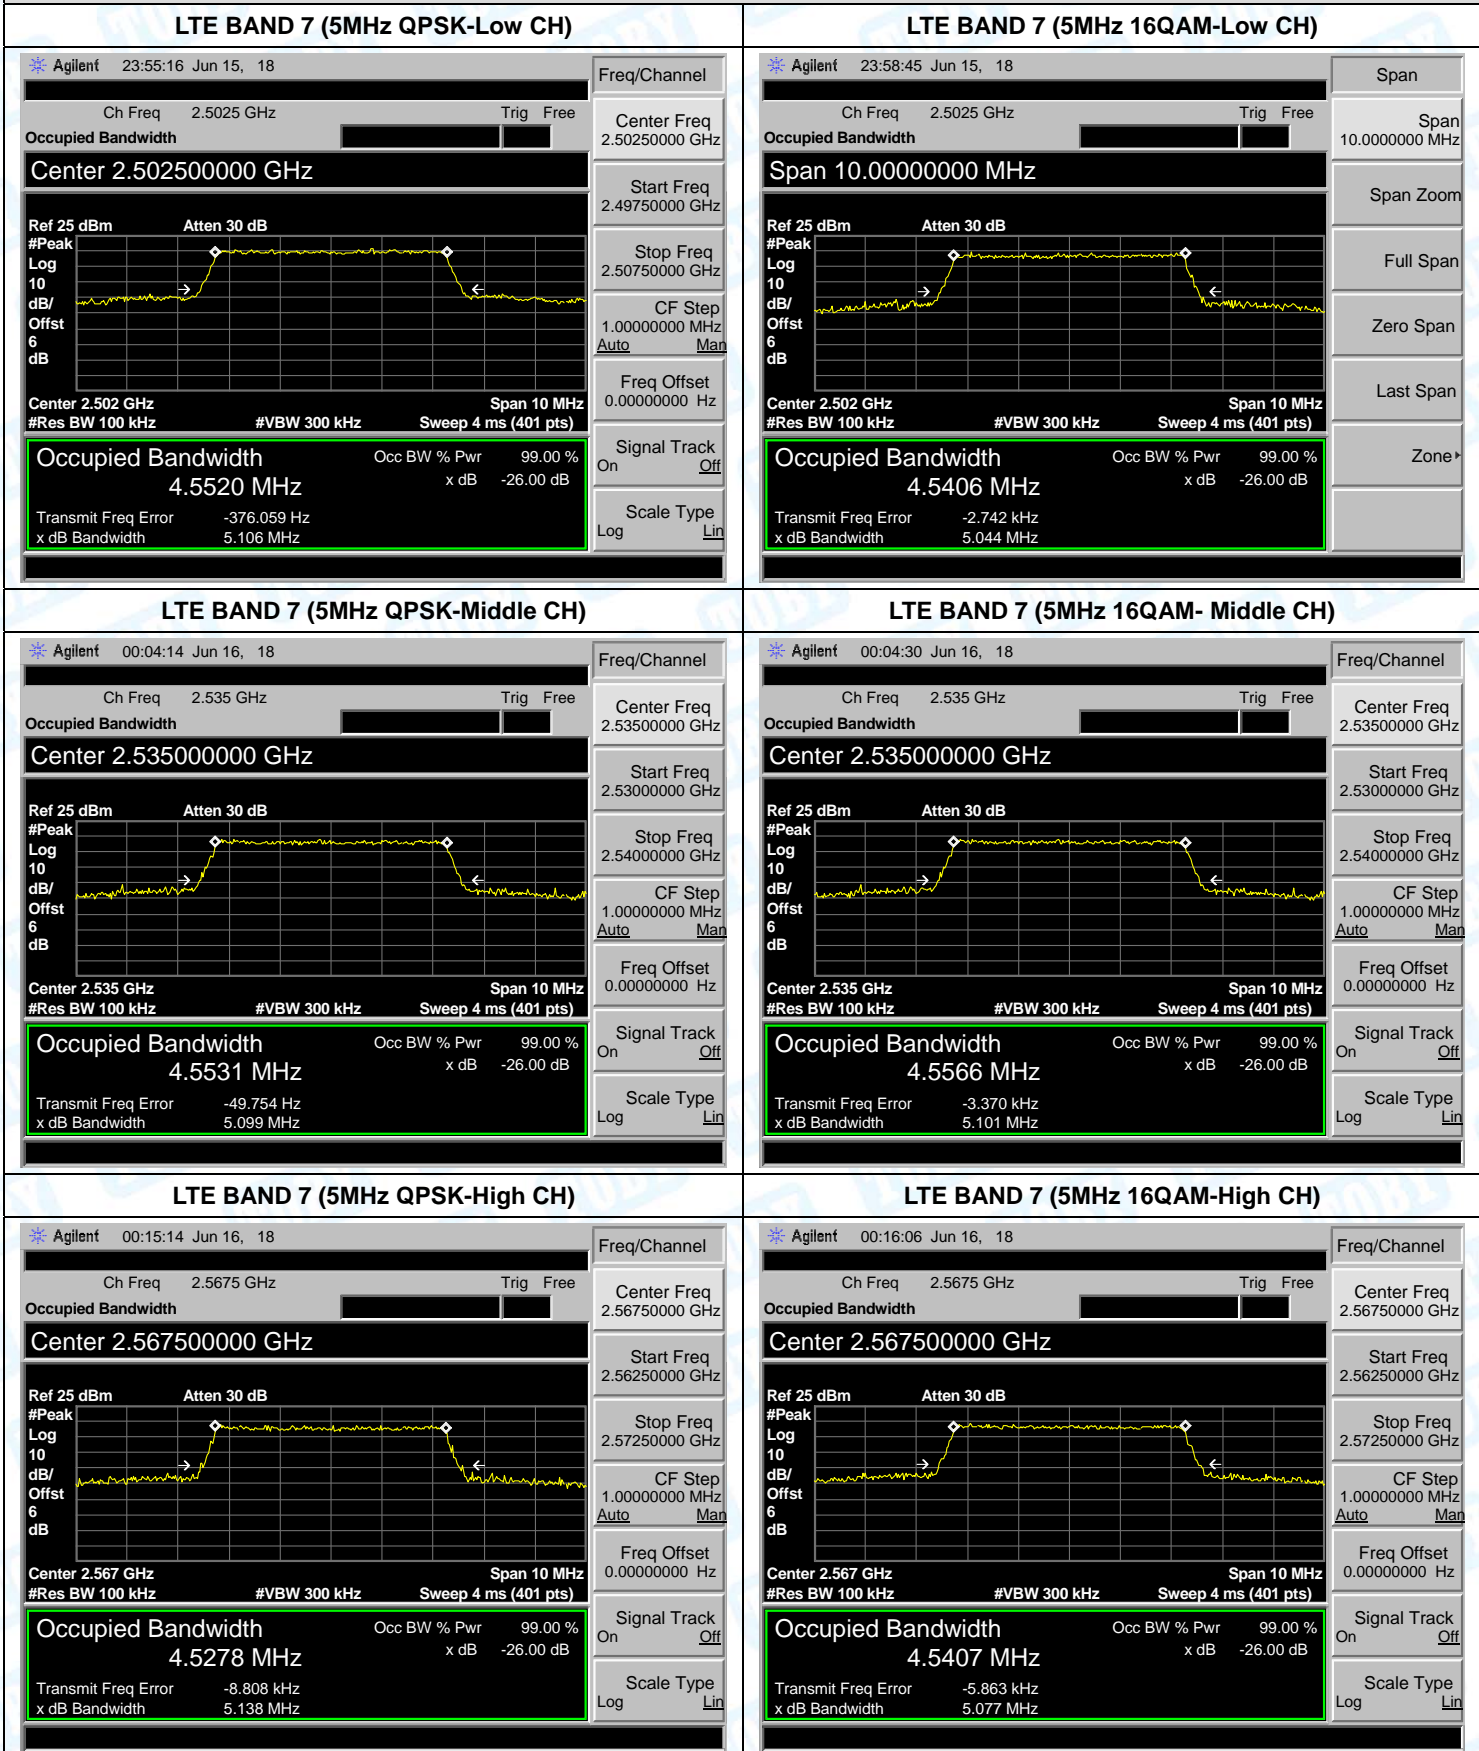 LTE BAND 7 (5MHz QPSK-Low CH)
Agilent 23:55:16 Jun 15, 18
Freq/Channel
Ch Freq 2.5025 GHz Trig Free
Occupied Bandwidth
Center 2.502500000 GHz
Ref 25 dBm Atten 30 dB
#Peak
Log
10
dB/
Offst
6
dB
Center 2.502 GHz Span 10 MHz
#Res BW 100 kHz #VBW 300 kHz Sweep 4 ms (401 pts)
Occupied Bandwidth Occ BW % Pwr 99.00 %
4.5520 MHz x dB -26.00 dB
Transmit Freq Error -376.059 Hz
x dB Bandwidth 5.106 MHz
Center Freq
2.50250000 GHz
Start Freq
2.49750000 GHz
Stop Freq
2.50750000 GHz
CF Step
1.00000000 MHz
Auto Man
Freq Offset
0.00000000 Hz
Signal Track
On Off
Scale Type
Log Lin
LTE BAND 7 (5MHz 16QAM-Low CH)
Agilent 23:58:45 Jun 15, 18
Span
Ch Freq 2.5025 GHz Trig Free
Occupied Bandwidth
Span 10.00000000 MHz
Ref 25 dBm Atten 30 dB
#Peak
Log
10
dB/
Offst
6
dB
Center 2.502 GHz Span 10 MHz
#Res BW 100 kHz #VBW 300 kHz Sweep 4 ms (401 pts)
Occupied Bandwidth Occ BW % Pwr 99.00 %
4.5406 MHz x dB -26.00 dB
Transmit Freq Error -2.742 kHz
x dB Bandwidth 5.044 MHz
Span
10.0000000 MHz
Span Zoom
Full Span
Zero Span
Last Span
Zone
LTE BAND 7 (5MHz QPSK-Middle CH)
Agilent 00:04:14 Jun 16, 18
Freq/Channel
Ch Freq 2.535 GHz Trig Free
Occupied Bandwidth
Center 2.535000000 GHz
Ref 25 dBm Atten 30 dB
#Peak
Log
10
dB/
Offst
6
dB
Center 2.535 GHz Span 10 MHz
#Res BW 100 kHz #VBW 300 kHz Sweep 4 ms (401 pts)
Occupied Bandwidth Occ BW % Pwr 99.00 %
4.5531 MHz x dB -26.00 dB
Transmit Freq Error -49.754 Hz
x dB Bandwidth 5.099 MHz
Center Freq
2.53500000 GHz
Start Freq
2.53000000 GHz
Stop Freq
2.54000000 GHz
CF Step
1.00000000 MHz
Auto Man
Freq Offset
0.00000000 Hz
Signal Track
On Off
Scale Type
Log Lin
LTE BAND 7 (5MHz 16QAM- Middle CH)
Agilent 00:04:30 Jun 16, 18
Freq/Channel
Ch Freq 2.535 GHz Trig Free
Occupied Bandwidth
Center 2.535000000 GHz
Ref 25 dBm Atten 30 dB
#Peak
Log
10
dB/
Offst
6
dB
Center 2.535 GHz Span 10 MHz
#Res BW 100 kHz #VBW 300 kHz Sweep 4 ms (401 pts)
Occupied Bandwidth Occ BW % Pwr 99.00 %
4.5566 MHz x dB -26.00 dB
Transmit Freq Error -3.370 kHz
x dB Bandwidth 5.101 MHz
Center Freq
2.53500000 GHz
Start Freq
2.53000000 GHz
Stop Freq
2.54000000 GHz
CF Step
1.00000000 MHz
Auto Man
Freq Offset
0.00000000 Hz
Signal Track
On Off
Scale Type
Log Lin
LTE BAND 7 (5MHz QPSK-High CH)
Agilent 00:15:14 Jun 16, 18
Freq/Channel
Ch Freq 2.5675 GHz Trig Free
Occupied Bandwidth
Center 2.567500000 GHz
Ref 25 dBm Atten 30 dB
#Peak
Log
10
dB/
Offst
6
dB
Center 2.567 GHz Span 10 MHz
#Res BW 100 kHz #VBW 300 kHz Sweep 4 ms (401 pts)
Occupied Bandwidth Occ BW % Pwr 99.00 %
4.5278 MHz x dB -26.00 dB
Transmit Freq Error -8.808 kHz
x dB Bandwidth 5.138 MHz
Center Freq
2.56750000 GHz
Start Freq
2.56250000 GHz
Stop Freq
2.57250000 GHz
CF Step
1.00000000 MHz
Auto Man
Freq Offset
0.00000000 Hz
Signal Track
On Off
Scale Type
Log Lin
LTE BAND 7 (5MHz 16QAM-High CH)
Agilent 00:16:06 Jun 16, 18
Freq/Channel
Ch Freq 2.5675 GHz Trig Free
Occupied Bandwidth
Center 2.567500000 GHz
Ref 25 dBm Atten 30 dB
#Peak
Log
10
dB/
Offst
6
dB
Center 2.567 GHz Span 10 MHz
#Res BW 100 kHz #VBW 300 kHz Sweep 4 ms (401 pts)
Occupied Bandwidth Occ BW % Pwr 99.00 %
4.5407 MHz x dB -26.00 dB
Transmit Freq Error -5.863 kHz
x dB Bandwidth 5.077 MHz
Center Freq
2.56750000 GHz
Start Freq
2.56250000 GHz
Stop Freq
2.57250000 GHz
CF Step
1.00000000 MHz
Auto Man
Freq Offset
0.00000000 Hz
Signal Track
On Off
Scale Type
Log Lin